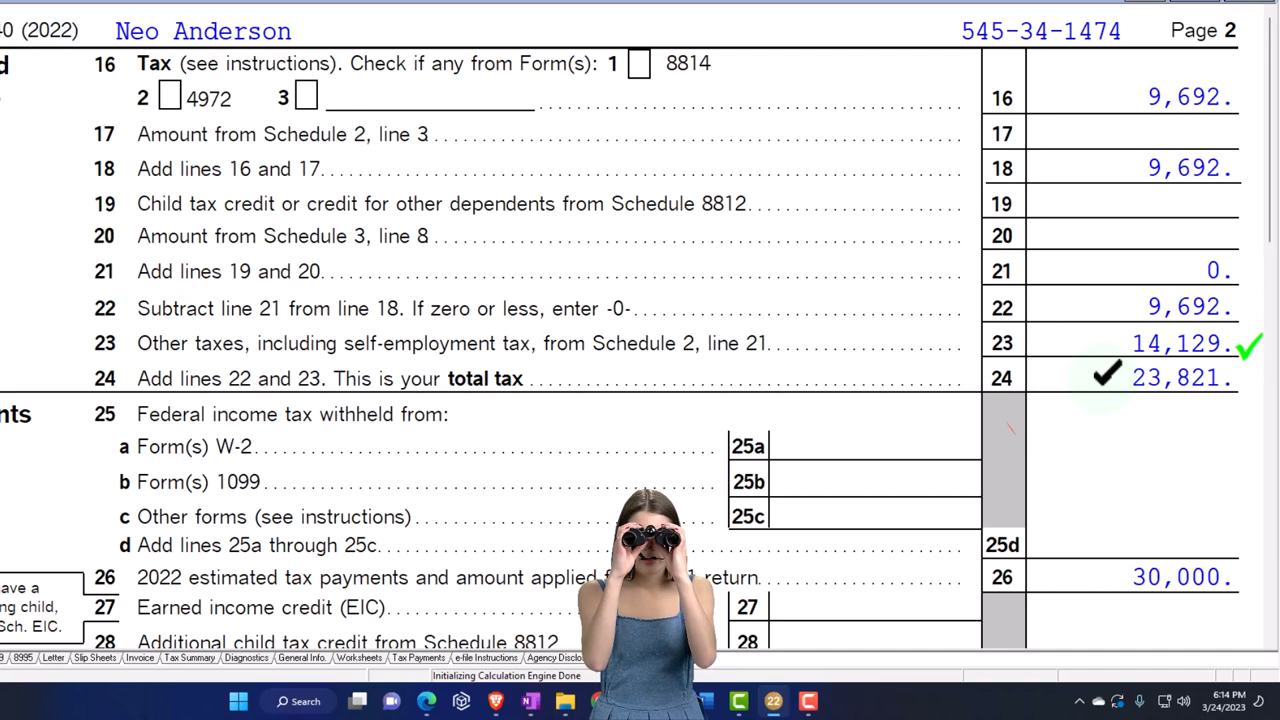 40 (2022) Neo Anderson 545-34-1474 Page 2
16 Tax (see instructions). Check if any from Form(s): 1 8814
2 4972 3 16 9,692.
17 Amount from Schedule 2, line 3 17
18 Add lines 16 and 17 18 9,692.
19 Child tax credit or credit for other dependents from Schedule 8812 19
20 Amount from Schedule 3, line 8 20
21 Add lines 19 and 20 21 0.
22 Subtract line 21 from line 18. If zero or less, enter -0- 22 9,692.
23 Other taxes, including self-employment tax, from Schedule 2, line 21 23 14,129.
24 Add lines 22 and 23. This is your total tax 24 23,821.
nts 25 Federal income tax withheld from:
a Form(s) W-2 25a
b Form(s) 1099 25b
c Other forms (see instructions) 25c
d Add lines 25a through 25c 25d
26 2022 estimated tax payments and amount applied 1 return 26 30,000.
ave a
27 Earned income credit (EIC) 27
ng child,
Sch. EIC.
28 Additional child tax credit from Schedule 8812 28
9 8995 Letter Slip Sheets Invoice Tax Summary Diagnostics General Info. Worksheets Tax Payments e-file Instructions Agency Disclo
Initializing Calculation Engine Done
Search 22 6:14 PM
3/24/2023